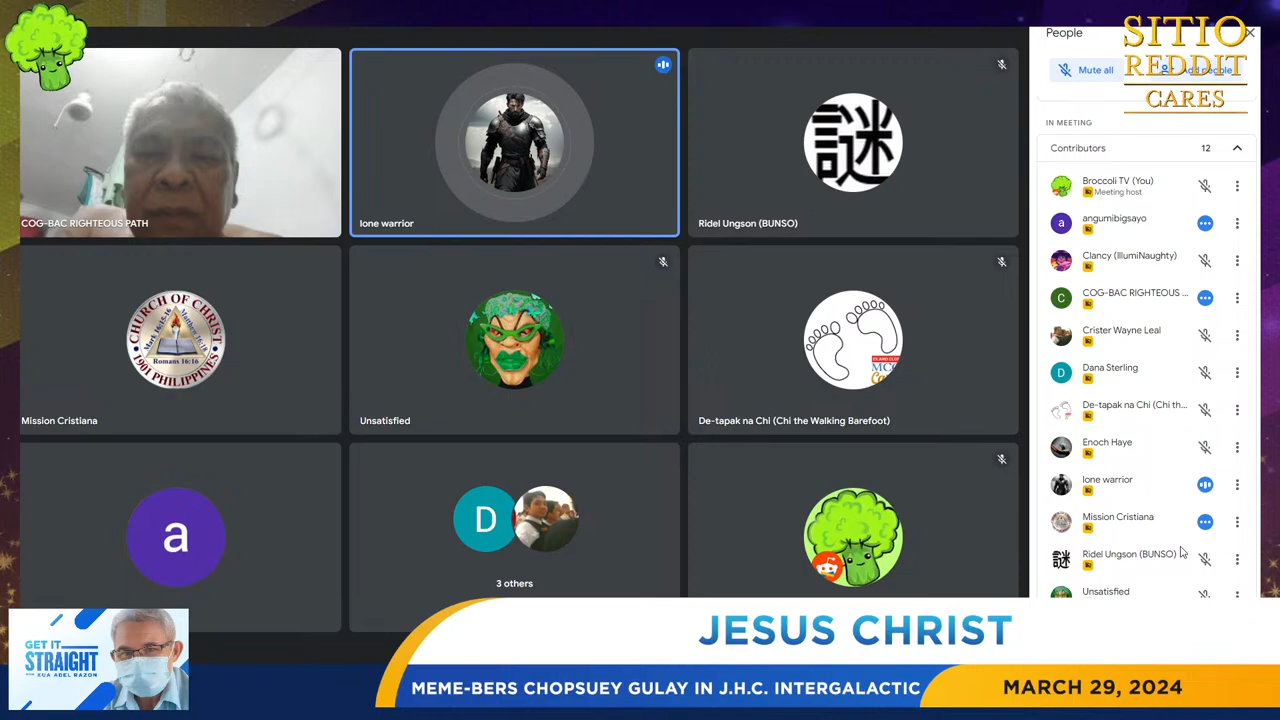 SITIO
REDDIT
CARES
People
Mute all
Add people
IN MEETING
Contributors 12
Broccoli TV (You)
Meeting host
angumibigsayo
Clancy (IllumiNaughty)
COG-BAC RIGHTEOUS ...
Crister Wayne Leal
Dana Sterling
De-tapak na Chi (Chi th...
Enoch Haye
lone warrior
Mission Cristiana
Ridel Ungson (BUNSO)
Unsatisfied
COG-BAC RIGHTEOUS PATH
lone warrior
謎
Ridel Ungson (BUNSO)
CHURCH OF CHRIST
Romans 16:16
1901 PHILIPPINES
Mission Cristiana
Unsatisfied
De-tapak na Chi (Chi the Walking Barefoot)
a
D
3 others
GET IT
STRAIGHT
JESUS CHRIST
MEME-BERS CHOPSUEY GULAY IN J.H.C. INTERGALACTIC
MARCH 29, 2024